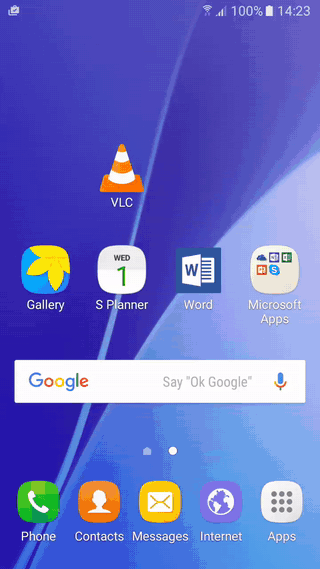 100% 14:23
VLC
WED
1
Gallery
S Planner
Word
Microsoft
Apps
Google
Say "Ok Google"
Phone
Contacts
Messages
Internet
Apps